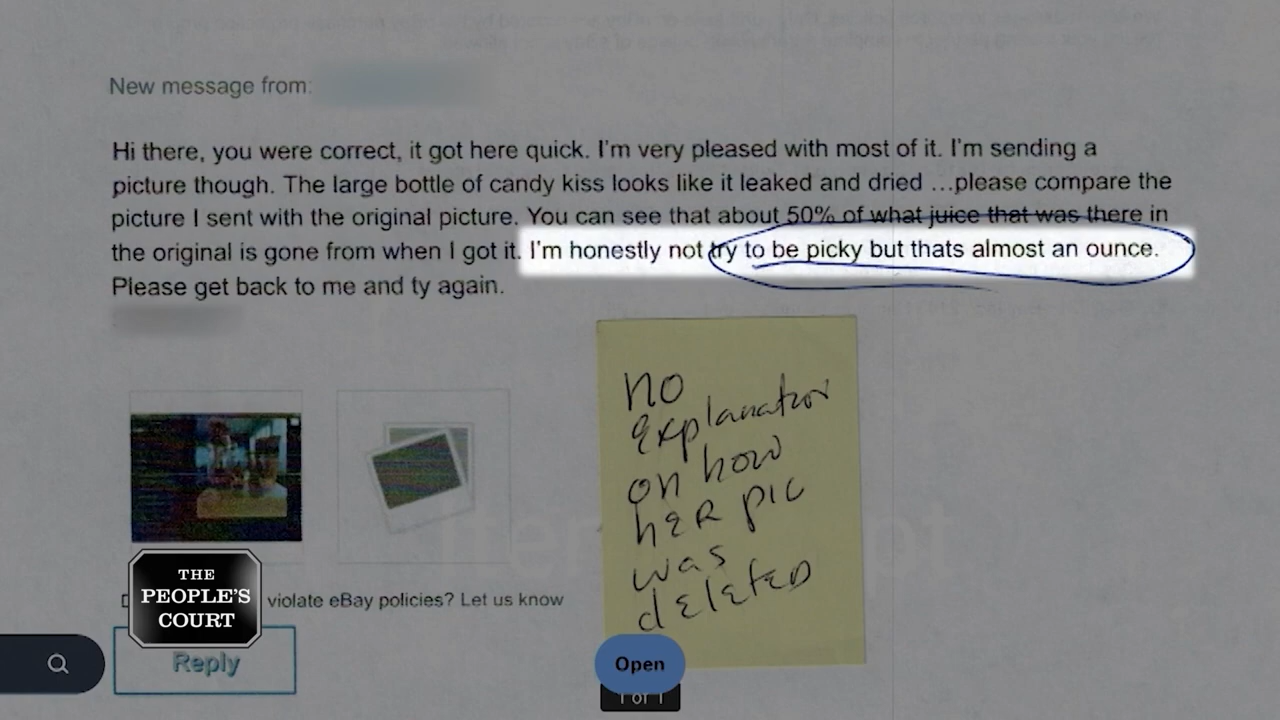 New message from:
Hi there, you were correct, it got here quick. I'm very pleased with most of it. I'm sending a
picture though. The large bottle of candy kiss looks like it leaked and dried ...please compare the
picture I sent with the original picture. You can see that about 50% of what juice that was there in
the original is gone from when I got it. I'm honestly not try to be picky but thats almost an ounce.
Please get back to me and ty again.
no
explanation
on how
her pic
was
deleted
THE
PEOPLE'S
COURT
violate eBay policies? Let us know
Reply
Open
1 of 1